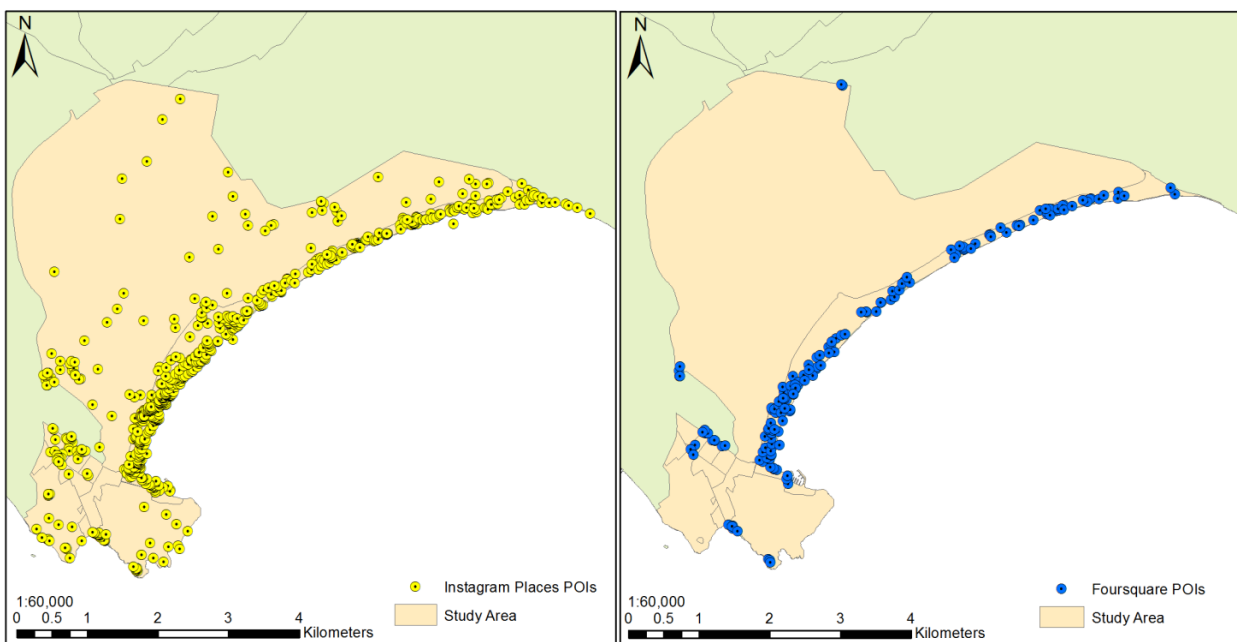 N
Instagram Places POIs
1:60,000
Study Area
0 0.5 1 2 3 4
Kilometers
N
Foursquare POIs
1:60,000
Study Area
0 0.5 1 2 3 4
Kilometers